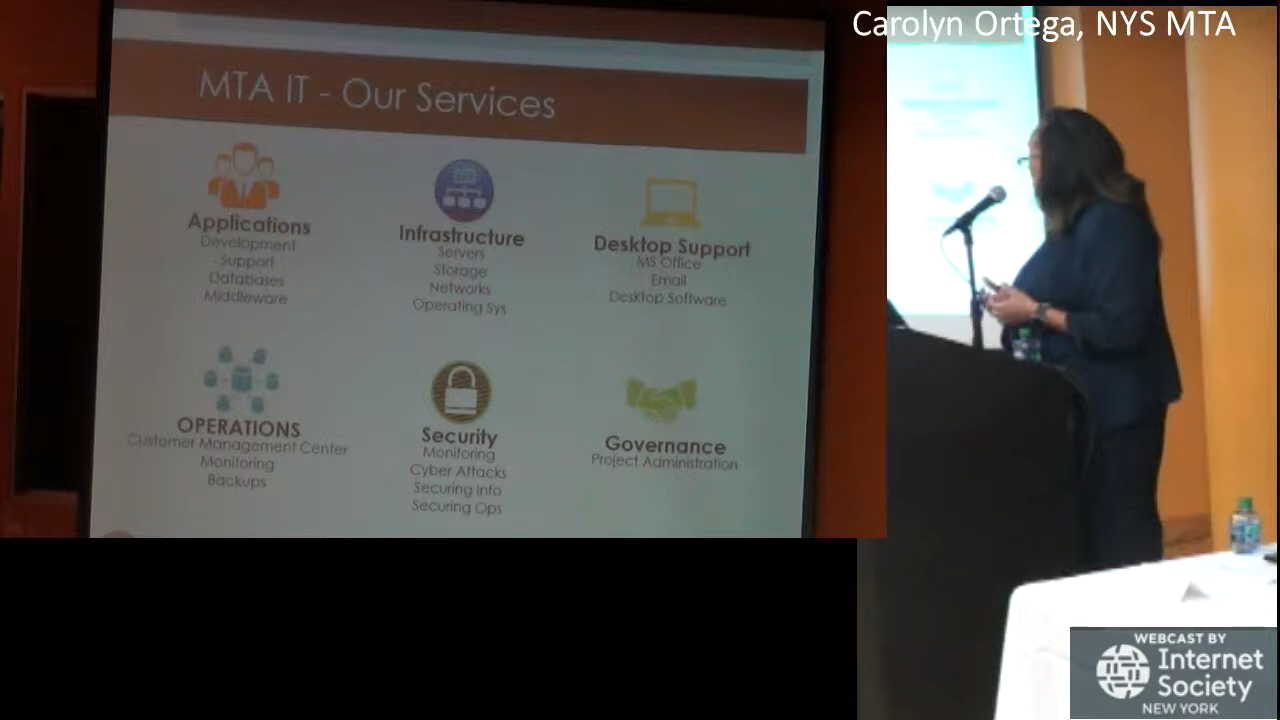 Carolyn Ortega, NYS MTA
MTA IT - Our Services
Applications
Development
Support
Databases
Middleware
Infrastructure
Servers
Storage
Networks
Operating Sys
Desktop Support
MS Office
Email
Desktop Software
OPERATIONS
Customer Management Center
Monitoring
Backups
Security
Monitoring
Cyber Attacks
Securing Info
Securing Ops
Governance
Project Administration
WEBCAST BY
Internet
Society
NEW YORK